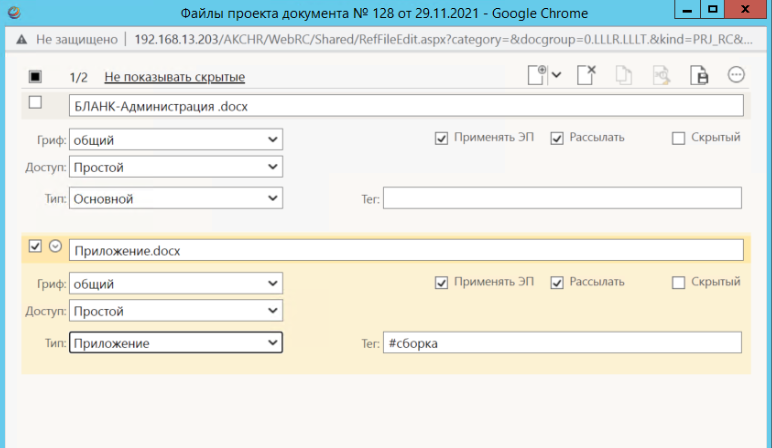 Файлы проекта документа № 128 от 29.11.2021 - Google Chrome
Не защищено | 192.168.13.203/AKCHR/WebRC/Shared/RefFileEdit.aspx?category=&docgroup=0.LLLR.LLLT.&kind=PRJ_RC&...
1/2 Не показывать скрытые
БЛАНК-Администрация .docx
Гриф: общий Применять ЭП Рассылать Скрытый
Доступ: Простой
Тип: Основной Тег:
Приложение.docx
Гриф: общий Применять ЭП Рассылать Скрытый
Доступ: Простой
Тип: Приложение Тег: #сборка